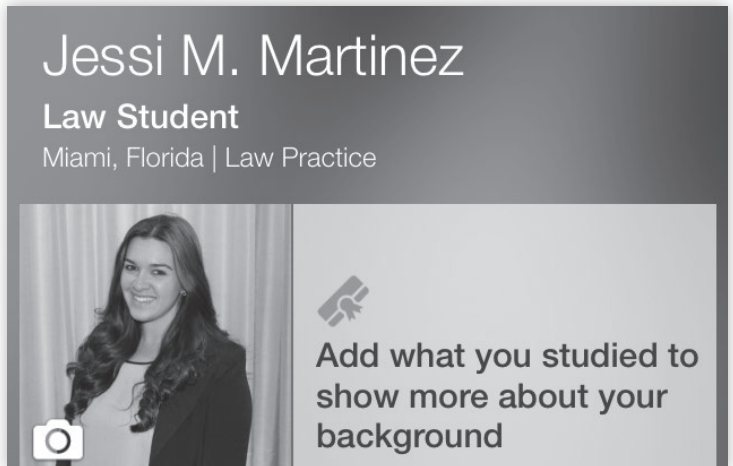 Jessi M. Martinez
Law Student
Miami, Florida | Law Practice
Add what you studied to
show more about your
background